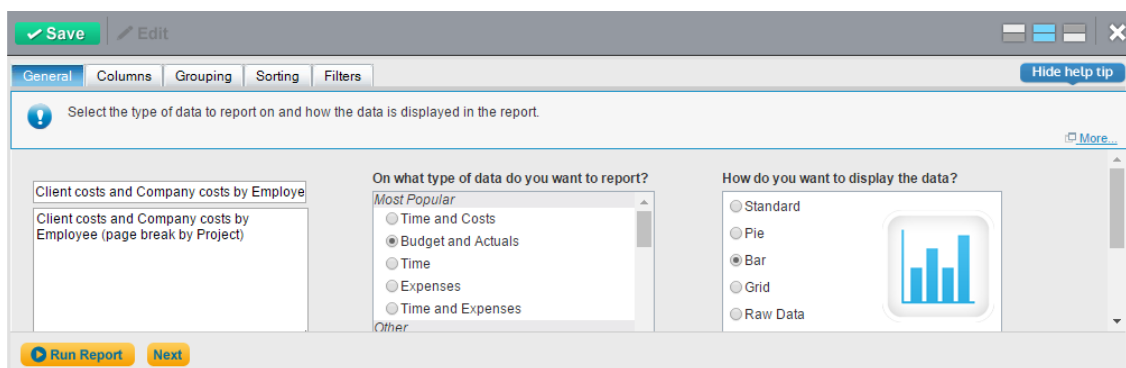 Save
Edit
General
Columns
Grouping
Sorting
Filters
Hide help tip
Select the type of data to report on and how the data is displayed in the report.
More...
Client costs and Company costs by Employe
Client costs and Company costs by
Employee (page break by Project)
On what type of data do you want to report?
Most Popular
Time and Costs
Budget and Actuals
Time
Expenses
Time and Expenses
Other
How do you want to display the data?
Standard
Pie
Bar
Grid
Raw Data
Run Report
Next